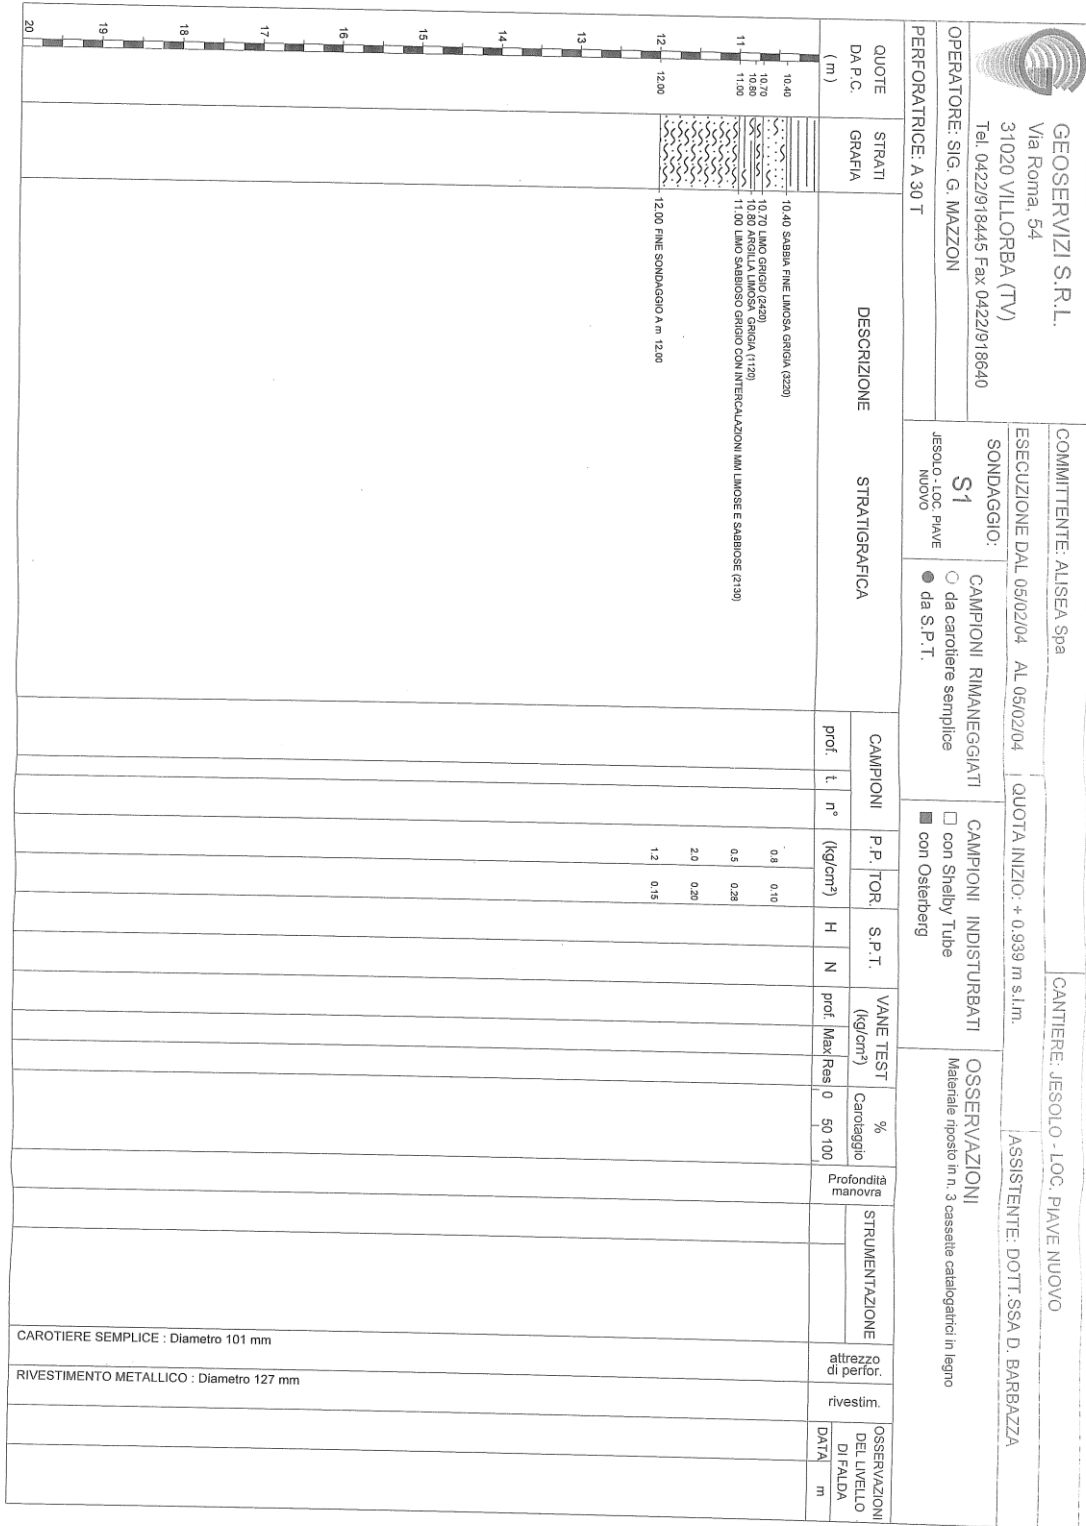 GEOSERVIZI S.R.L.
Via Roma, 54
31020 VILLORBA (TV)
Tel. 0422/918445 Fax 0422/918640
COMMITTENTE: ALISEA Spa
CANTIERE: JESOLO - LOC. PIAVE NUOVO
ESECUZIONE DAL 05/02/04 AL 05/02/04
QUOTA INIZIO: + 0.939 m s.l.m.
ASSISTENTE: DOTT.SSA D. BARBAZZA
OPERATORE: SIG. G. MAZZON
PERFORATRICE: A 30 T
SONDAGGIO:
S1
JESOLO - LOC. PIAVE
NUOVO
CAMPIONI RIMANEGGIATI
da carotiere semplice
da S.P.T.
CAMPIONI INDISTURBATI
con Shelby Tube
con Osterberg
OSSERVAZIONI
Materiale riposto in n. 3 cassette catalogatrici in legno
QUOTE
DA P.C.
( m )
STRATI
GRAFIA
DESCRIZIONE STRATIGRAFICA
CAMPIONI
prof. t. n°
P.P. TOR.
(kg/cm²)
S.P.T.
H N
VANE TEST
(kg/cm²)
prof. Max Res
%
Carotaggio
0 50 100
Profondità
manovra
STRUMENTAZIONE
attrezzo
di perfor.
rivestim.
OSSERVAZIONI
DEL LIVELLO
DI FALDA
DATA m
10.40
10.40 SABBIA FINE LIMOSA GRIGIA (3220)
0.8 0.10
10.70
10.70 LIMO GRIGIO (2420)
10.80
10.80 ARGILLA LIMOSA GRIGIA (1120)
11
11.00
11.00 LIMO SABBIOSO GRIGIO CON INTERCALAZIONI MM LIMOSE E SABBIOSE (2130)
0.5 0.28
2.0 0.20
12
12.00
12.00 FINE SONDAGGIO A m 12.00
1.2 0.15
13
14
15
16
17
18
19
20
CAROTIERE SEMPLICE : Diametro 101 mm
RIVESTIMENTO METALLICO : Diametro 127 mm